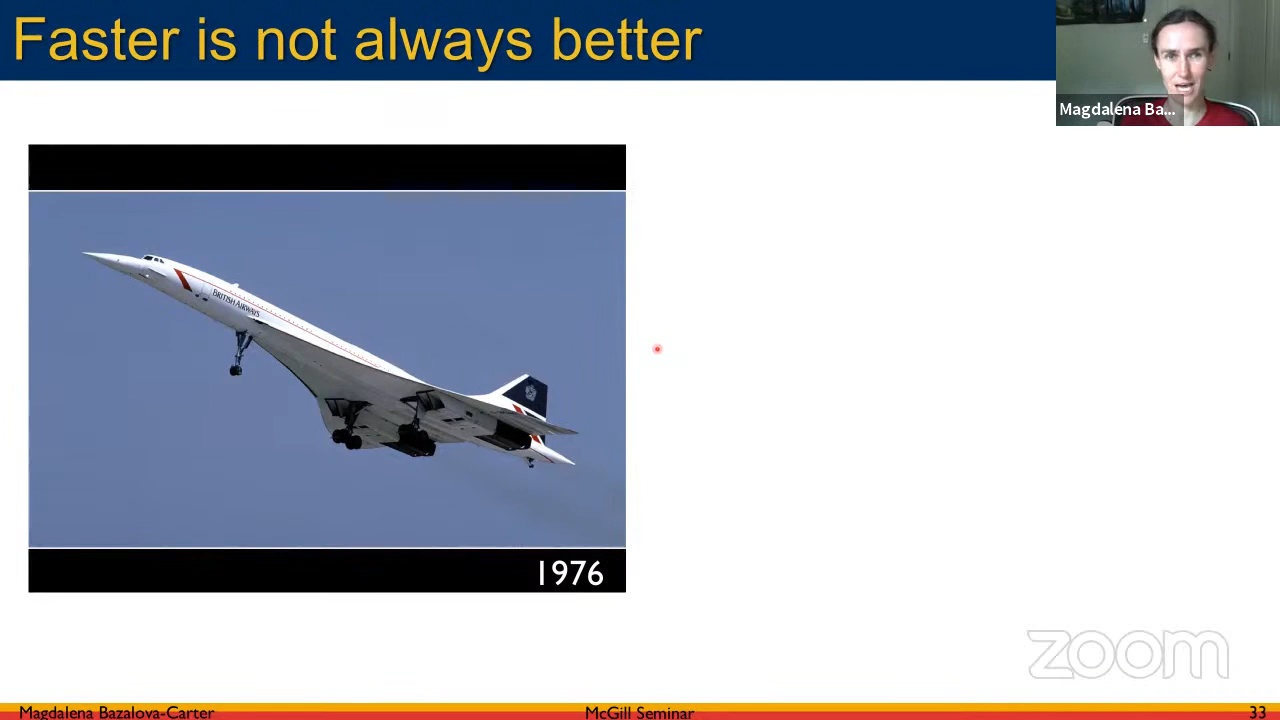 Faster is not always better
Magdalena Ba...
BRITISH AIRWAYS
1976
zoom
Magdalena Bazalova-Carter
McGill Seminar
33